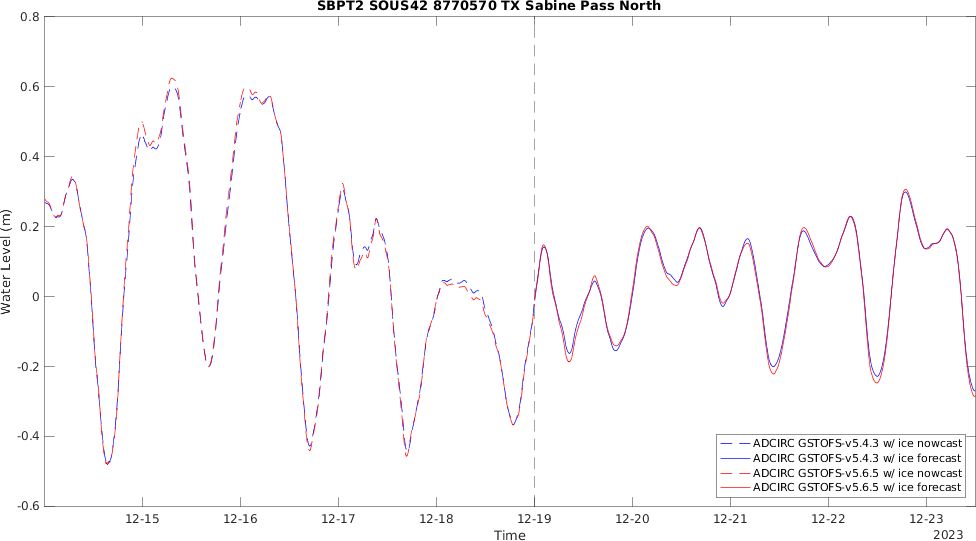 SBPT2 SOUS42 8770570 TX Sabine Pass North
Water Level (m)
0.8
0.6
0.4
0.2
0
-0.2
-0.4
-0.6
ADCIRC GSTOFS-v5.4.3 w/ ice nowcast
ADCIRC GSTOFS-v5.4.3 w/ ice forecast
ADCIRC GSTOFS-v5.6.5 w/ ice nowcast
ADCIRC GSTOFS-v5.6.5 w/ ice forecast
12-15 12-16 12-17 12-18 12-19 12-20 12-21 12-22 12-23
Time
2023